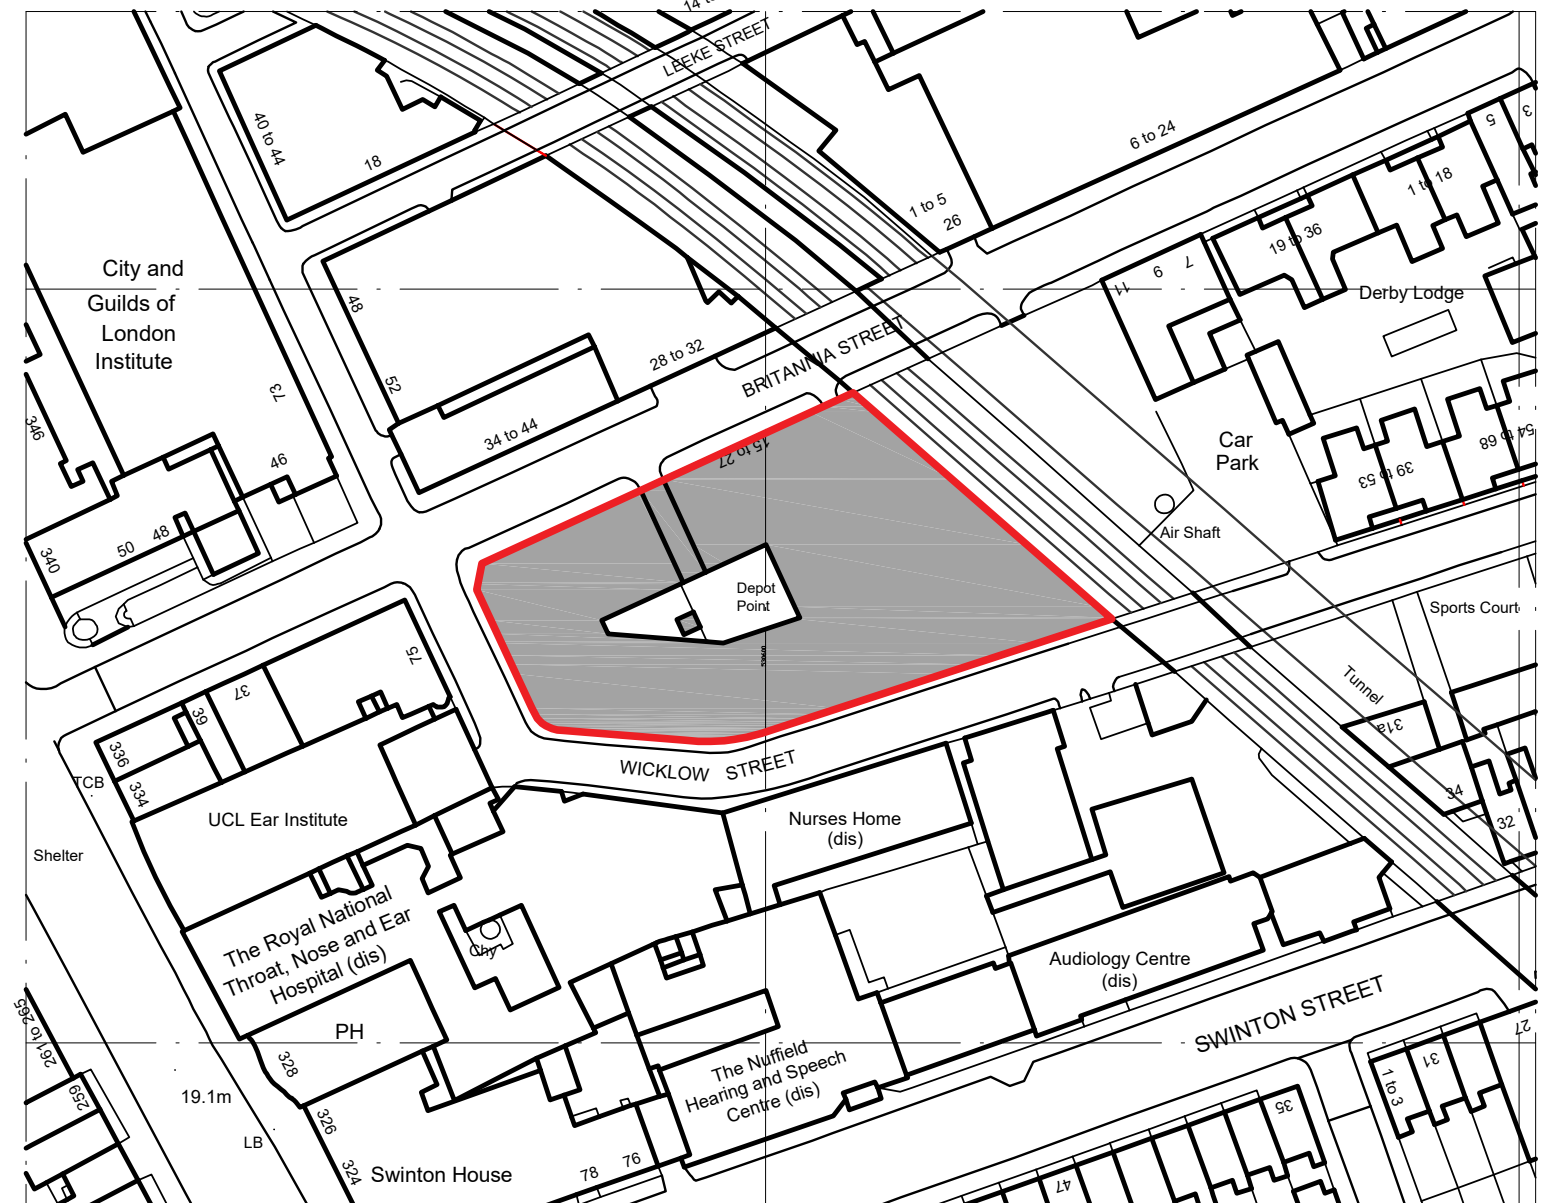 14 to
LEEKE STREET
40 to 44
18
6 to 24
5
3
1 to 18
1 to 5
26
19 to 36
City and
Guilds of
London
Institute
7
9
11
Derby Lodge
48
28 to 32
BRITANNIA STREET
52
73
346
34 to 44
46
15 to 27
Car
Park
39 to 53
54 to 68
Air Shaft
340
50
48
Depot
Point
Sports Court
Tunnel
75
37
39
336
334
TCB
WICKLOW STREET
31a
34
32
UCL Ear Institute
Nurses Home
(dis)
Shelter
The Royal National
Throat, Nose and Ear
Hospital (dis)
Chy
Audiology Centre
(dis)
SWINTON STREET
261 to 265
PH
328
27
31
1 to 3
The Nuffield
Hearing and Speech
Centre (dis)
259
19.1m
326
LB
35
324
Swinton House
78
76
47